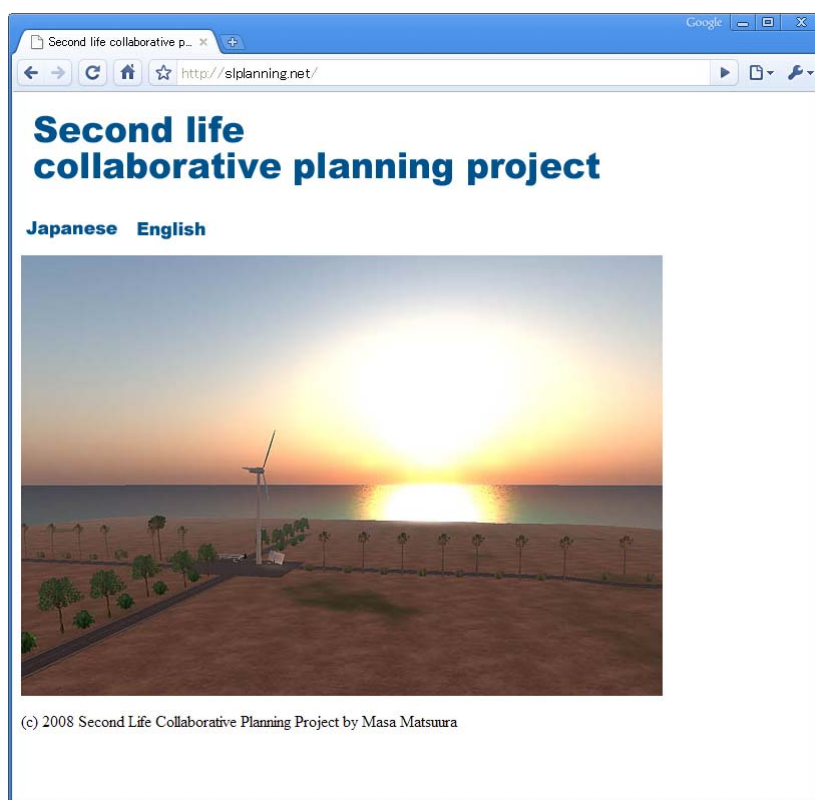 Google
Second life collaborative p...
http://slplanning.net/
Second life
collaborative planning project
Japanese English
(c) 2008 Second Life Collaborative Planning Project by Masa Matsuura